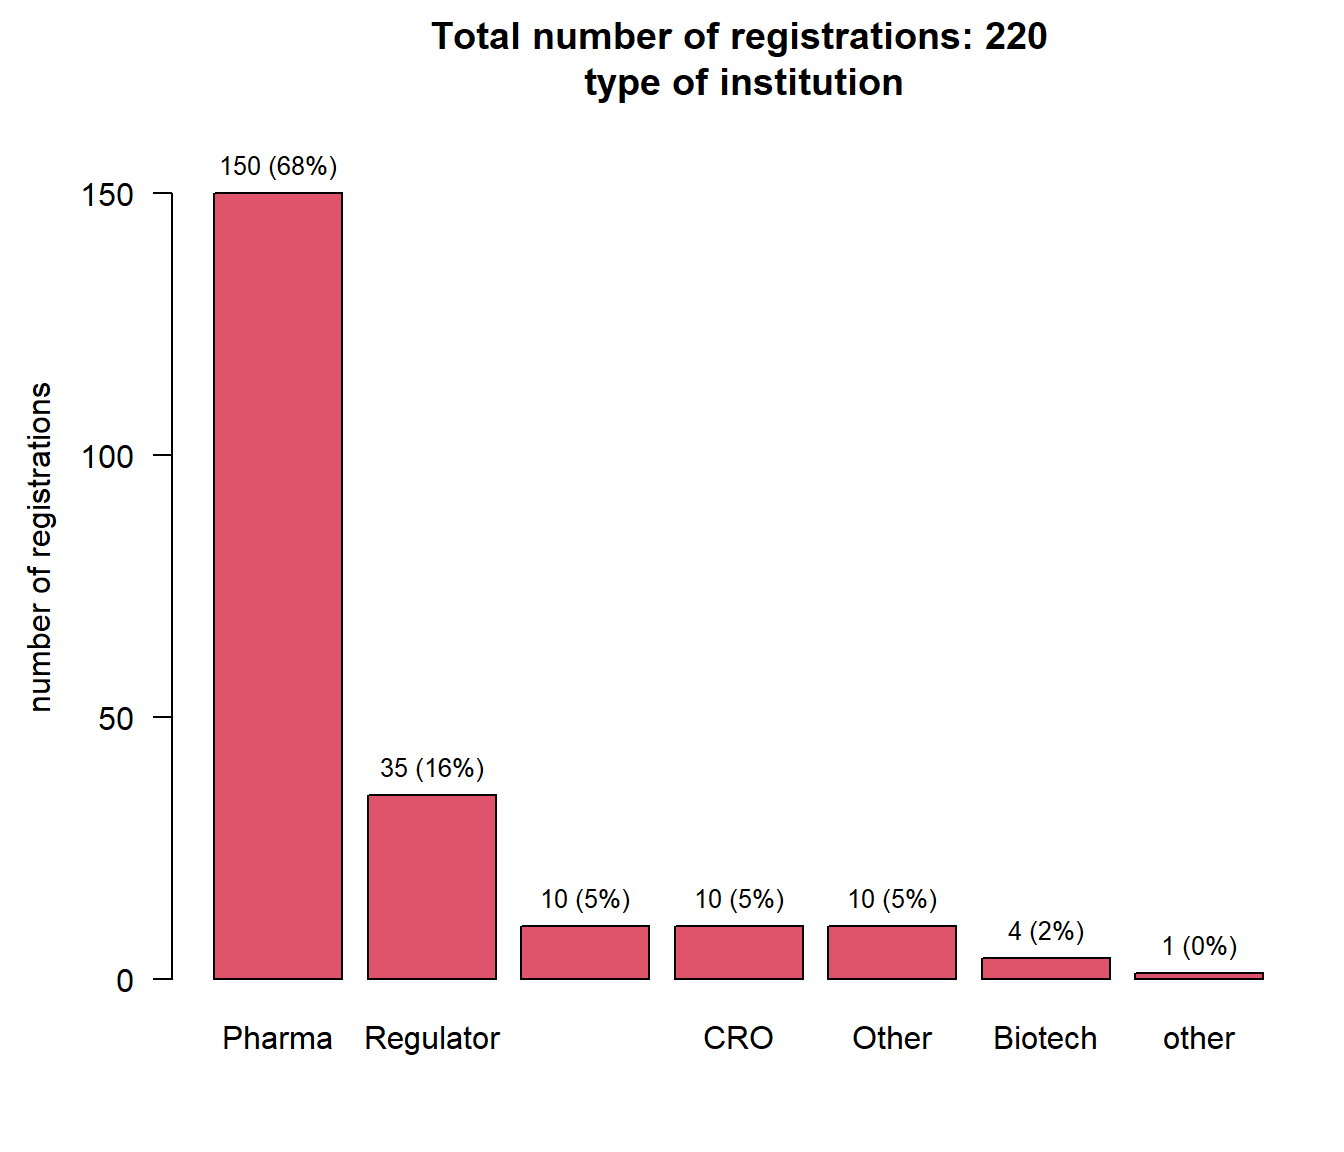 Total number of registrations: 220
type of institution
150 (68%)
150
100
50
0
number of registrations
35 (16%)
10 (5%)
10 (5%)
10 (5%)
4 (2%)
1 (0%)
Pharma
Regulator
CRO
Other
Biotech
other